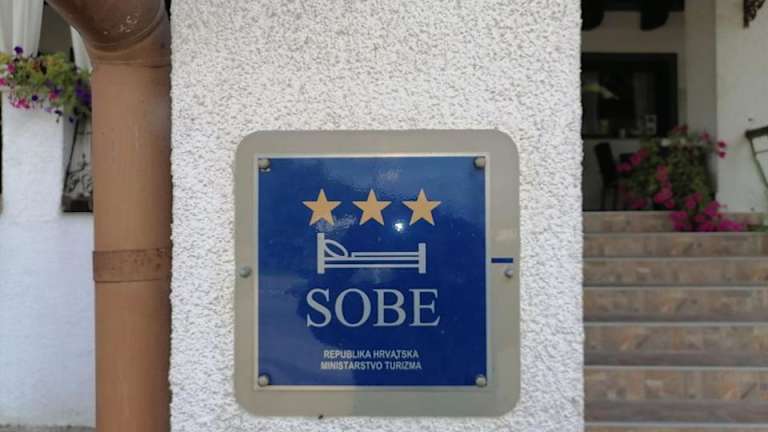 SOBE
REPUBLIKA HRVATSKA
MINISTARSTVO TURIZMA